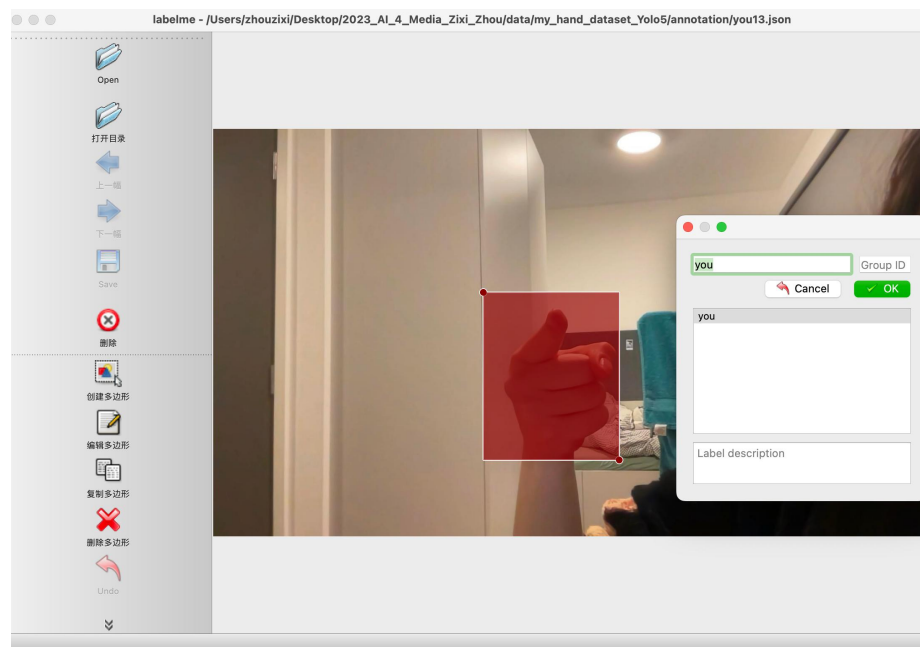 labelme - /Users/zhouzixi/Desktop/2023_AI_4_Media_Zixi_Zhou/data/my_hand_dataset_Yolo5/annotation/you13.json
Open
打开目录
上一幅
下一幅
Save
删除
创建多边形
编辑多边形
复制多边形
删除多边形
Undo
you
Group ID
Cancel
OK
you
Label description